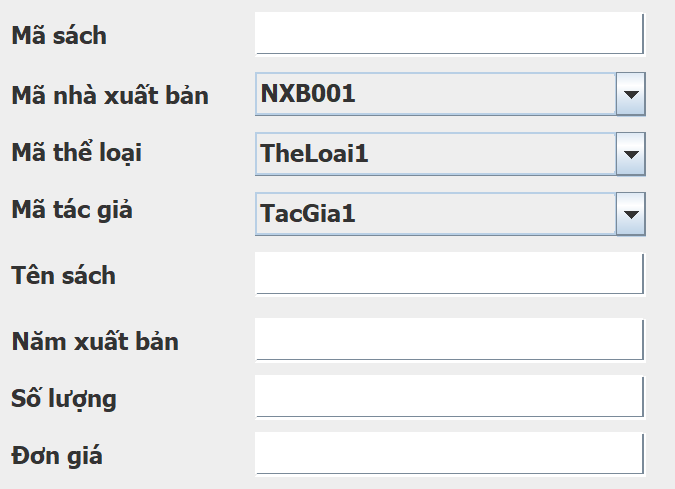 Mã sách
Mã nhà xuất bản NXB001
Mã thể loại TheLoai1
Mã tác giả TacGia1
Tên sách
Năm xuất bản
Số lượng
Đơn giá